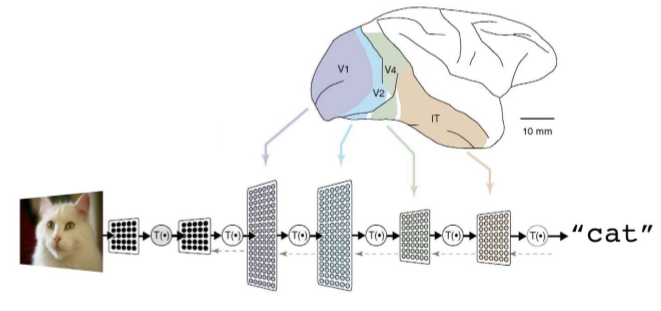 V1
V4
V2
IT
10 mm
T(•) T(•) T(•) T(•) T(•) T(•) "cat"